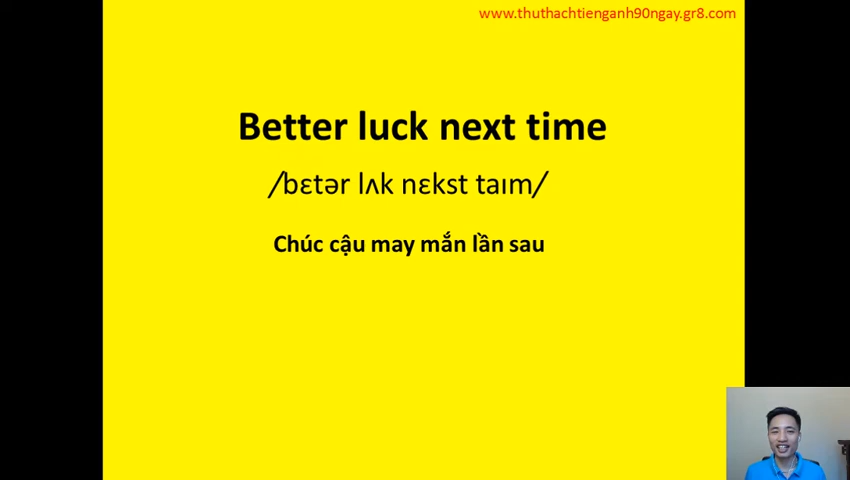 www.thuthachtienganh90ngay.gr8.com
Better luck next time
/bɛtər lʌk nɛkst taɪm/
Chúc cậu may mắn lần sau